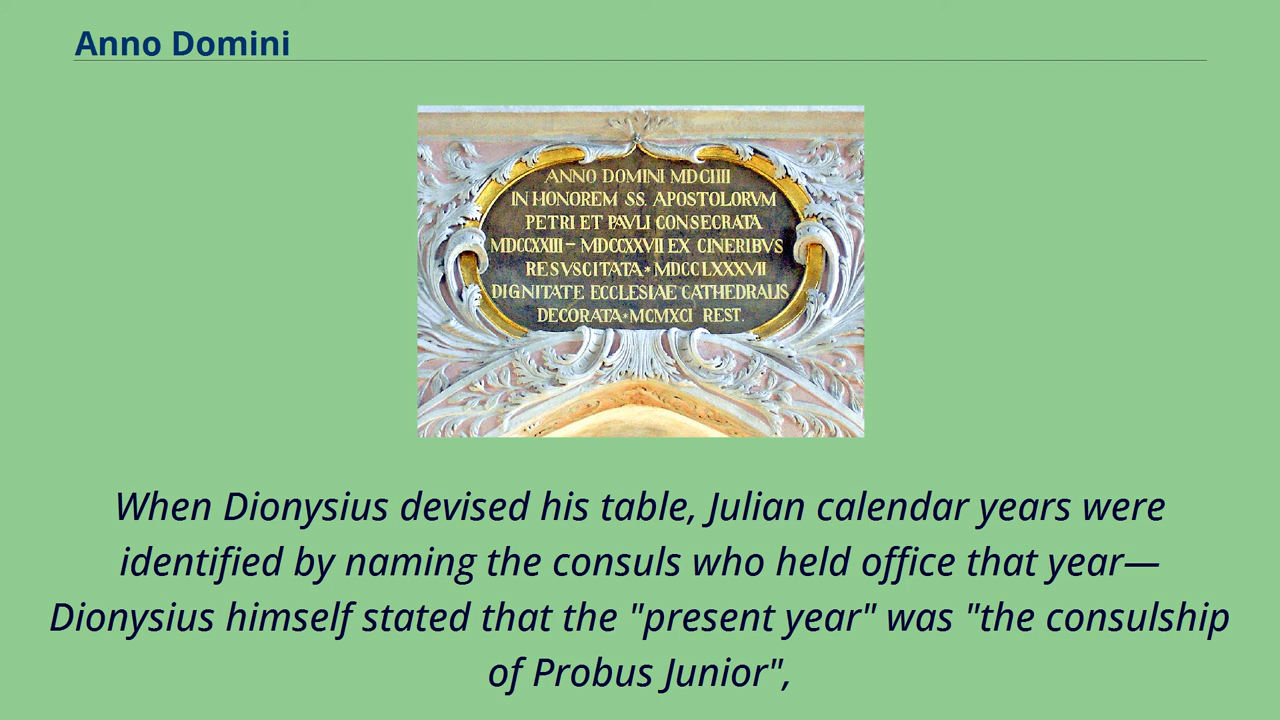 Anno Domini
ANNO DOMINI MDCIIII
IN HONOREM SS. APOSTOLORVM
PETRI ET PAVLI CONSECRATA
MDCCXXIII – MDCCXXVII EX CINERIBVS
RESVSCITATA * MDCCLXXXVII
DIGNITATE ECCLESIAE CATHEDRALIS
DECORATA * MCMXCI REST.
When Dionysius devised his table, Julian calendar years were
identified by naming the consuls who held office that year—
Dionysius himself stated that the "present year" was "the consulship
of Probus Junior",